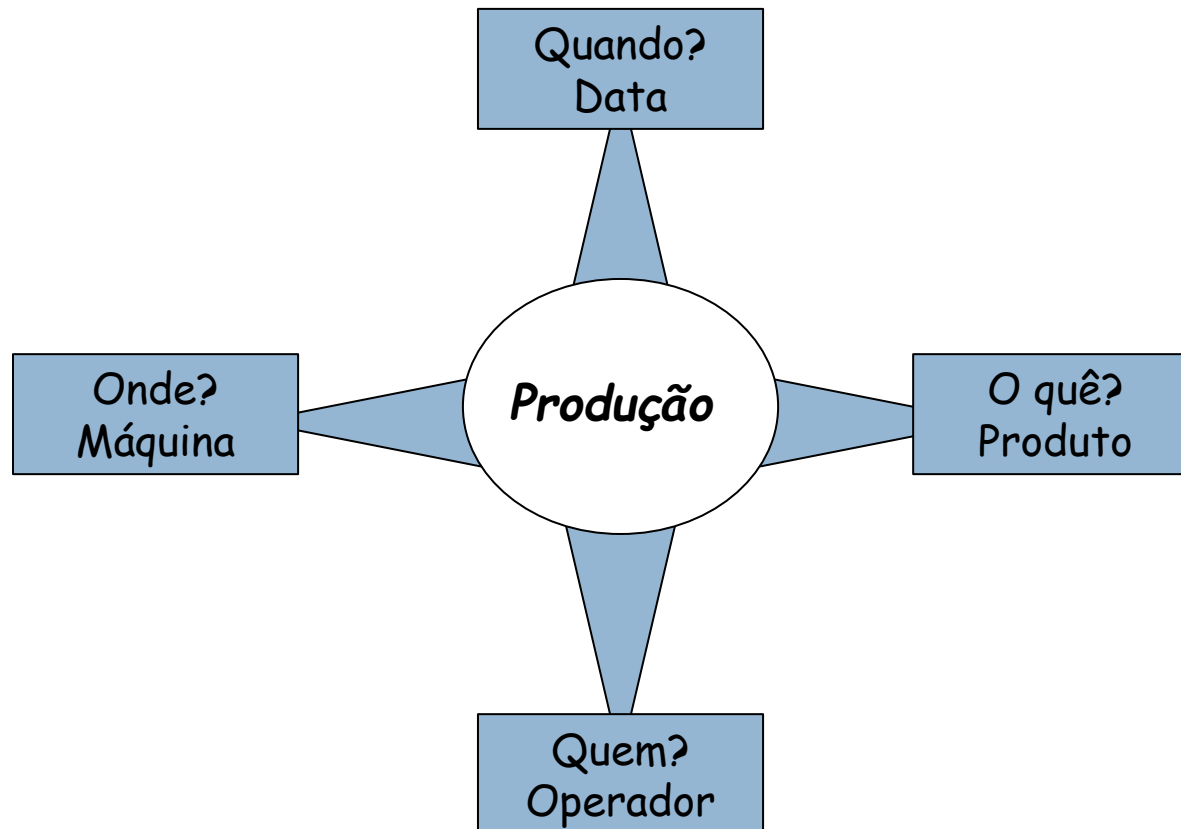 Quando?
Data
Onde?
Máquina
Produção
O quê?
Produto
Quem?
Operador